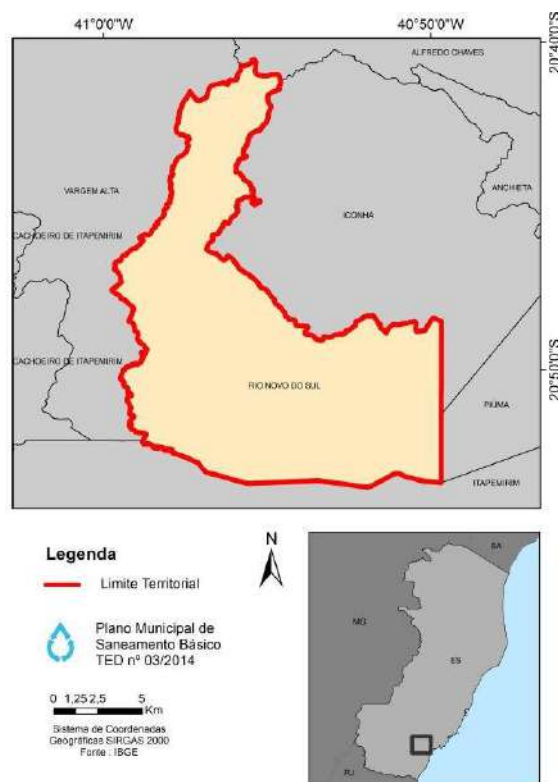 41°0'0"W
40°50'0"W
20°40'0"S
ALFREDO CHAVES
VARGEM ALTA
ANCHIETA
ICONHA
CACHOEIRO DE ITAPEMIRIM
CACHOEIRO DE ITAPEMIRIM
20°50'0"S
RIO NOVO DO SUL
PIÚMA
ITAPEMIRIM
Legenda
Limite Territorial
Plano Municipal de
Saneamento Básico
TED nº 03/2014
0 1,25 2,5 5
Km
Sistema de Coordenadas
Geográficas SIRGAS 2000
Fonte : IBGE
N
BA
MG
ES
RJ